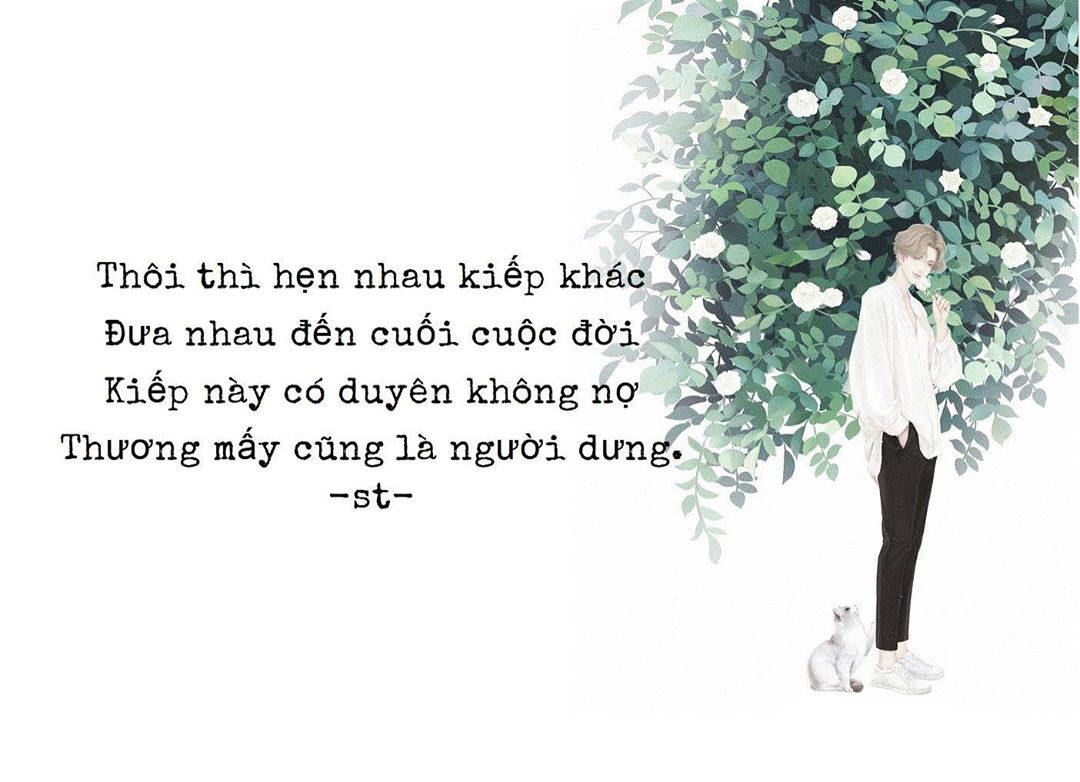 Thôi thì hẹn nhau kiếp khác
Đưa nhau đến cuối cuộc đời
Kiếp này có duyên không nợ
Thương mấy cũng là người dưng.
-st-